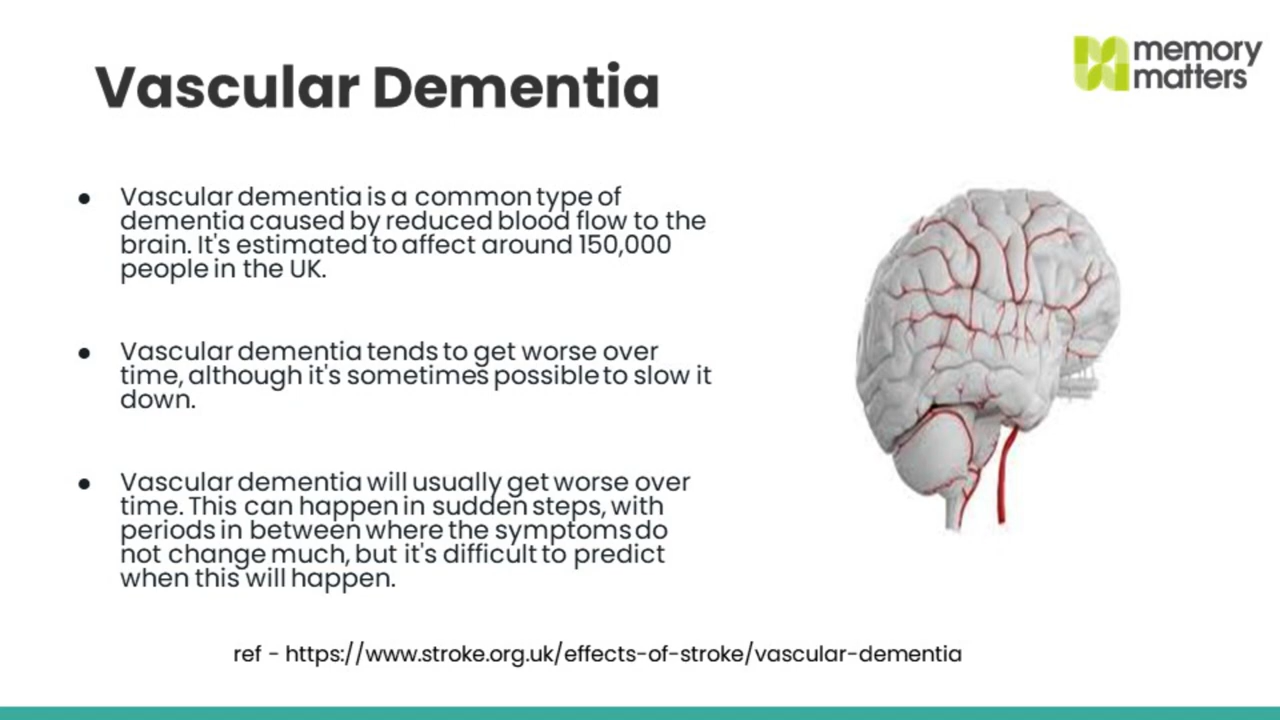 Vascular Dementia
memory
matters
● Vascular dementia is a common type of
dementia caused by reduced blood flow to the
brain. It's estimated to affect around 150,000
people in the UK.
● Vascular dementia tends to get worse over
time, although it's sometimes possible to slow it
down.
● Vascular dementia will usually get worse over
time. This can happen in sudden steps, with
periods in between where the symptoms do
not change much, but it's difficult to predict
when this will happen.
ref - https://www.stroke.org.uk/effects-of-stroke/vascular-dementia